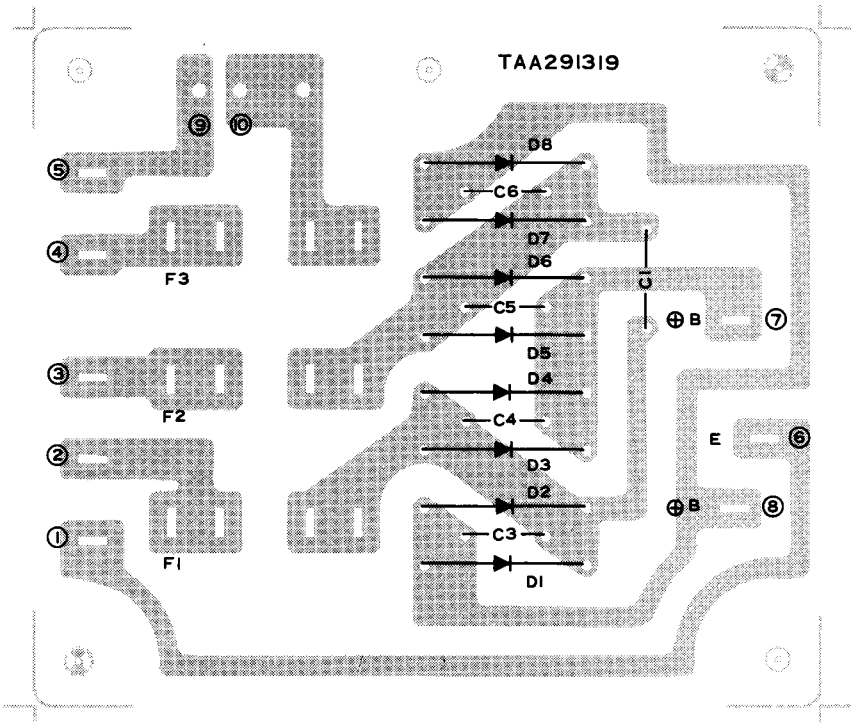 TAA291319
⑨ ⑩
D8
⑤
C6
④
D7
D6
F3
C1
C5
⊕ B ⑦
D5
③
D4
F2
C4
E ⑥
②
D3
D2
⊕ B ⑧
①
C3
F1
D1